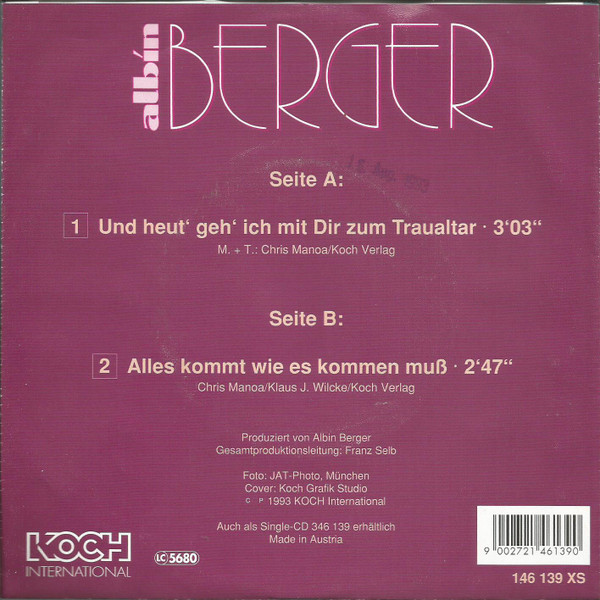 albin BERGER
Seite A:
1 Und heut' geh' ich mit Dir zum Traualtar · 3'03"
M. + T.: Chris Manoa/Koch Verlag
Seite B:
2 Alles kommt wie es kommen muß · 2'47"
Chris Manoa/Klaus J. Wilcke/Koch Verlag
Produziert von Albin Berger
Gesamtproduktionsleitung: Franz Selb
Foto: JAT-Photo, München
Cover: Koch Grafik Studio
C P 1993 KOCH International
Auch als Single-CD 346 139 erhältlich
Made in Austria
KOCH
INTERNATIONAL
LC 5680
9 002721 461390
146 139 XS